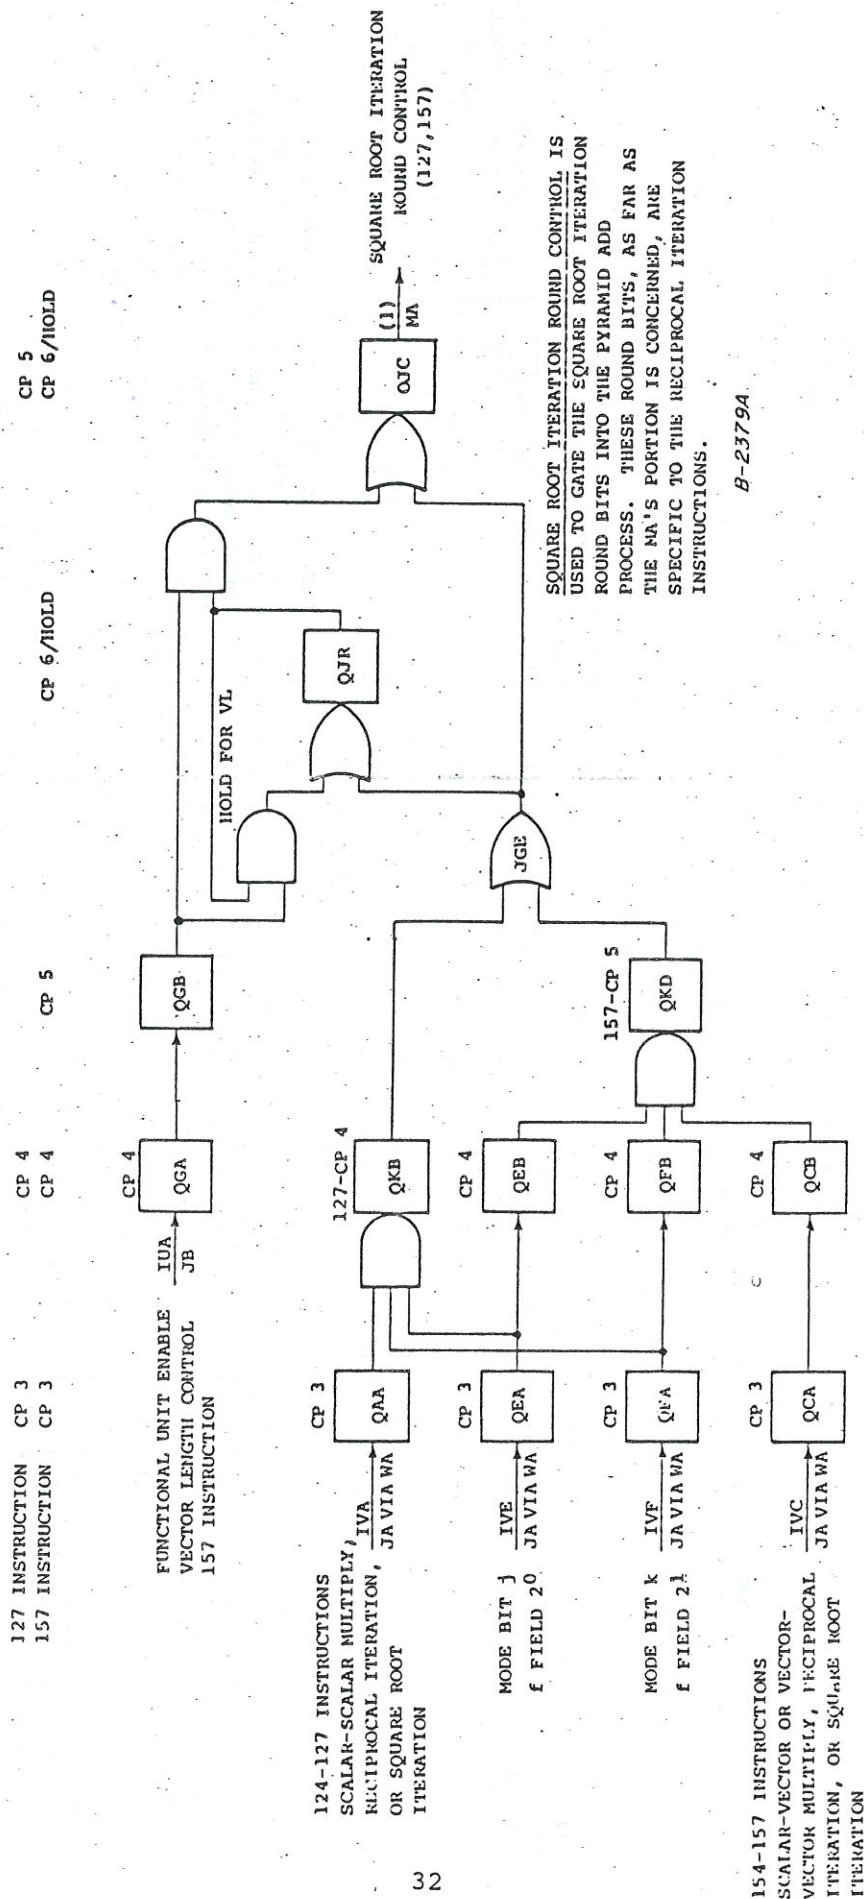 127 INSTRUCTION CP 3 CP 4 CP 5
157 INSTRUCTION CP 3 CP 4 CP 5 CP 6/HOLD CP 6/HOLD
FUNCTIONAL UNIT ENABLE
VECTOR LENGTH CONTROL
157 INSTRUCTION
IUA
JB
CP 4
QGA
QGB
HOLD FOR VL
QJR
QJC
(1)
MA
SQUARE ROOT ITERATION
ROUND CONTROL
(127,157)
124-127 INSTRUCTIONS
SCALAR-SCALAR MULTIPLY,
RECIPROCAL ITERATION,
OR SQUARE ROOT
ITERATION
IVA
JA VIA WA
CP 3
QAA
127-CP 4
QKB
JGE
MODE BIT j
f FIELD 2⁰
IVE
JA VIA WA
CP 3
QEA
CP 4
QEB
MODE BIT k
f FIELD 2¹
IVF
JA VIA WA
CP 3
QFA
CP 4
QFB
157-CP 5
QKD
154-157 INSTRUCTIONS
SCALAR-VECTOR OR VECTOR-
VECTOR MULTIPLY, RECIPROCAL
ITERATION, OR SQUARE ROOT
ITERATION
IVC
JA VIA WA
CP 3
QCA
CP 4
QCB
SQUARE ROOT ITERATION ROUND CONTROL IS
USED TO GATE THE SQUARE ROOT ITERATION
ROUND BITS INTO THE PYRAMID ADD
PROCESS. THESE ROUND BITS, AS FAR AS
THE MA'S PORTION IS CONCERNED, ARE
SPECIFIC TO THE RECIPROCAL ITERATION
INSTRUCTIONS.
B-2379A
32